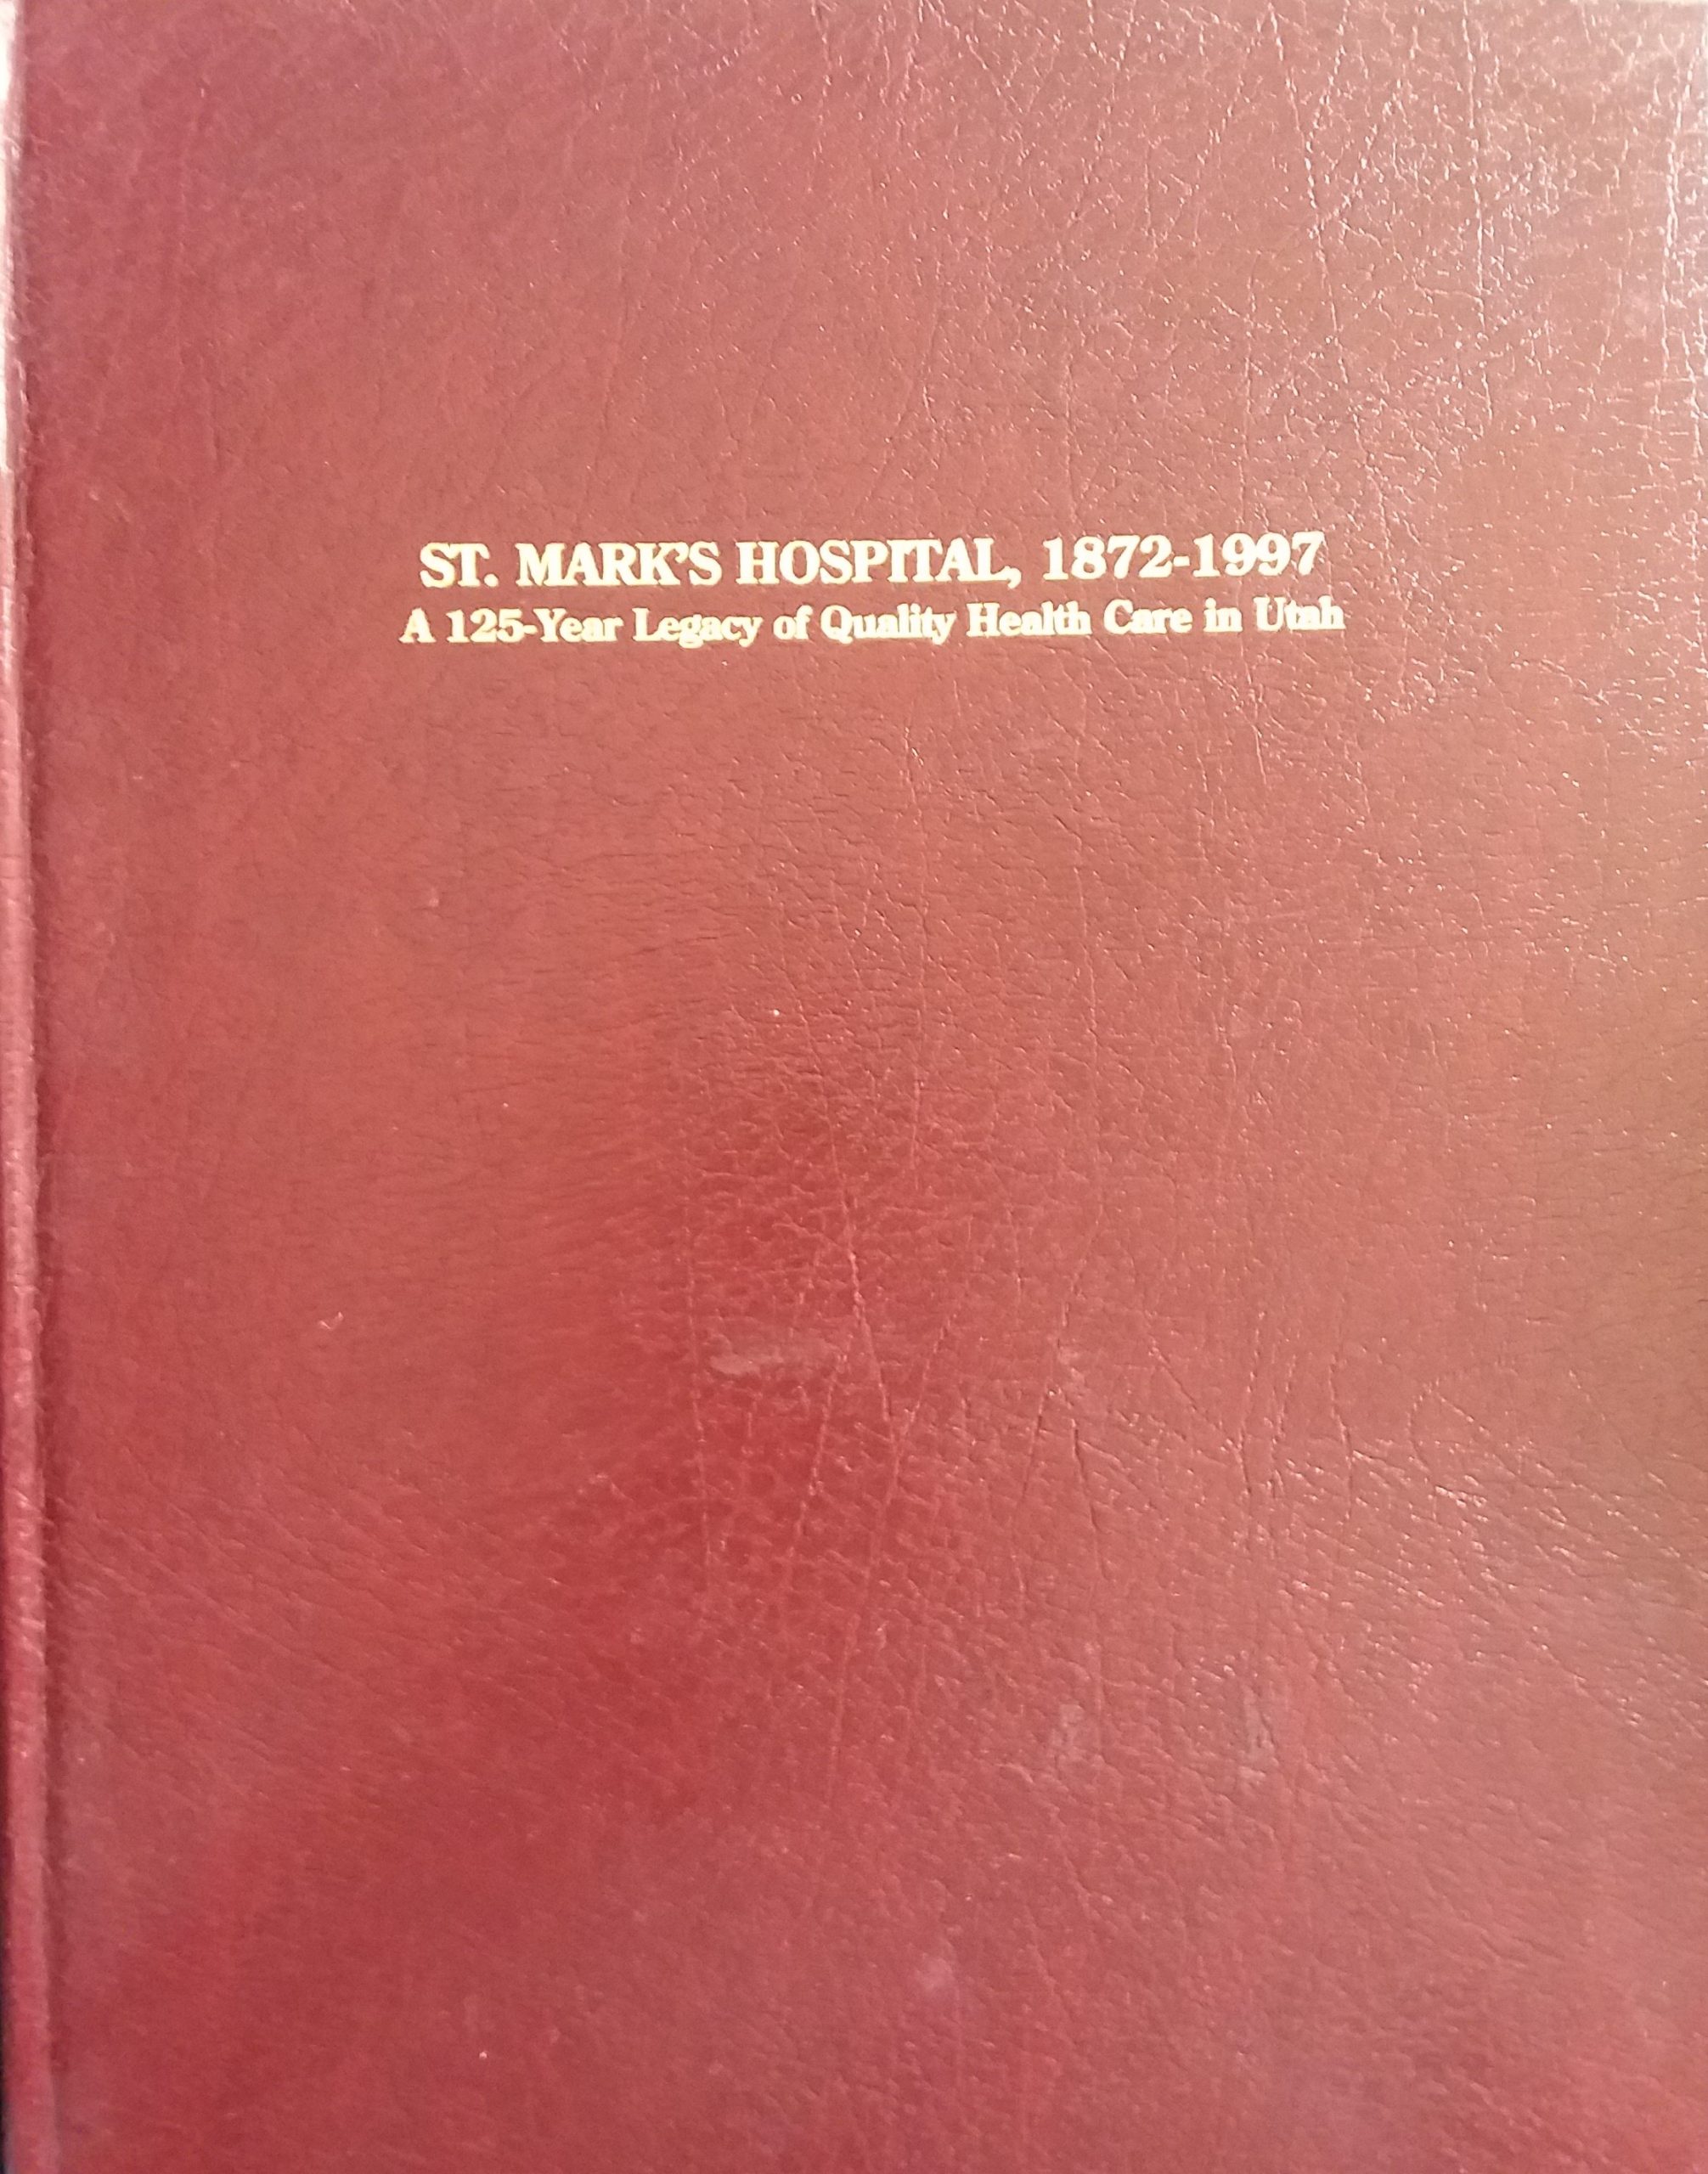 ST. MARK'S HOSPITAL, 1872-1997
A 125-Year Legacy of Quality Health Care in Utah